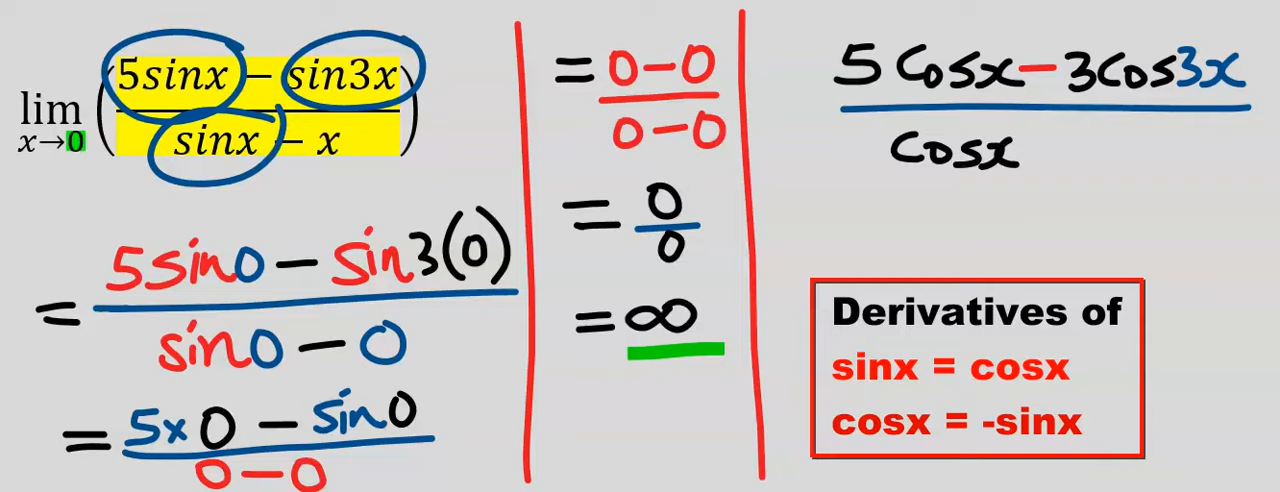 lim x→0 ( (5sinx − sin3x) / (sinx − x) )
= (5sin0 − sin3(0)) / (sin0 − 0)
= (5×0 − sin0) / (0 − 0)
= (0 − 0) / (0 − 0)
= 0 / 0
= ∞
(5cosx − 3cos3x) / cosx
Derivatives of
sinx = cosx
cosx = -sinx